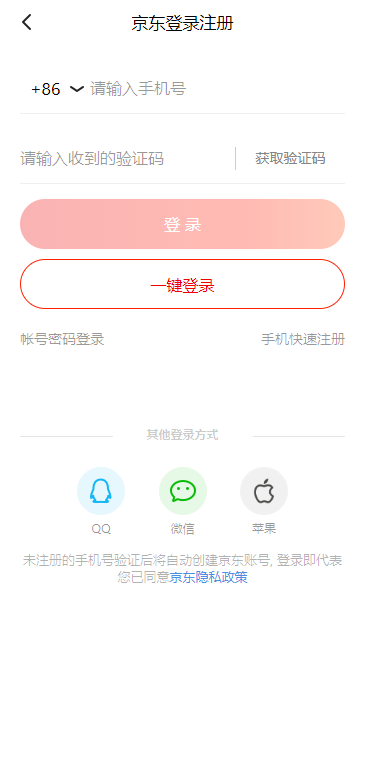 京东登录注册
+86 请输入手机号
请输入收到的验证码 获取验证码
登 录
一键登录
帐号密码登录 手机快速注册
其他登录方式
QQ 微信 苹果
未注册的手机号验证后将自动创建京东账号, 登录即代表
您已同意京东隐私政策